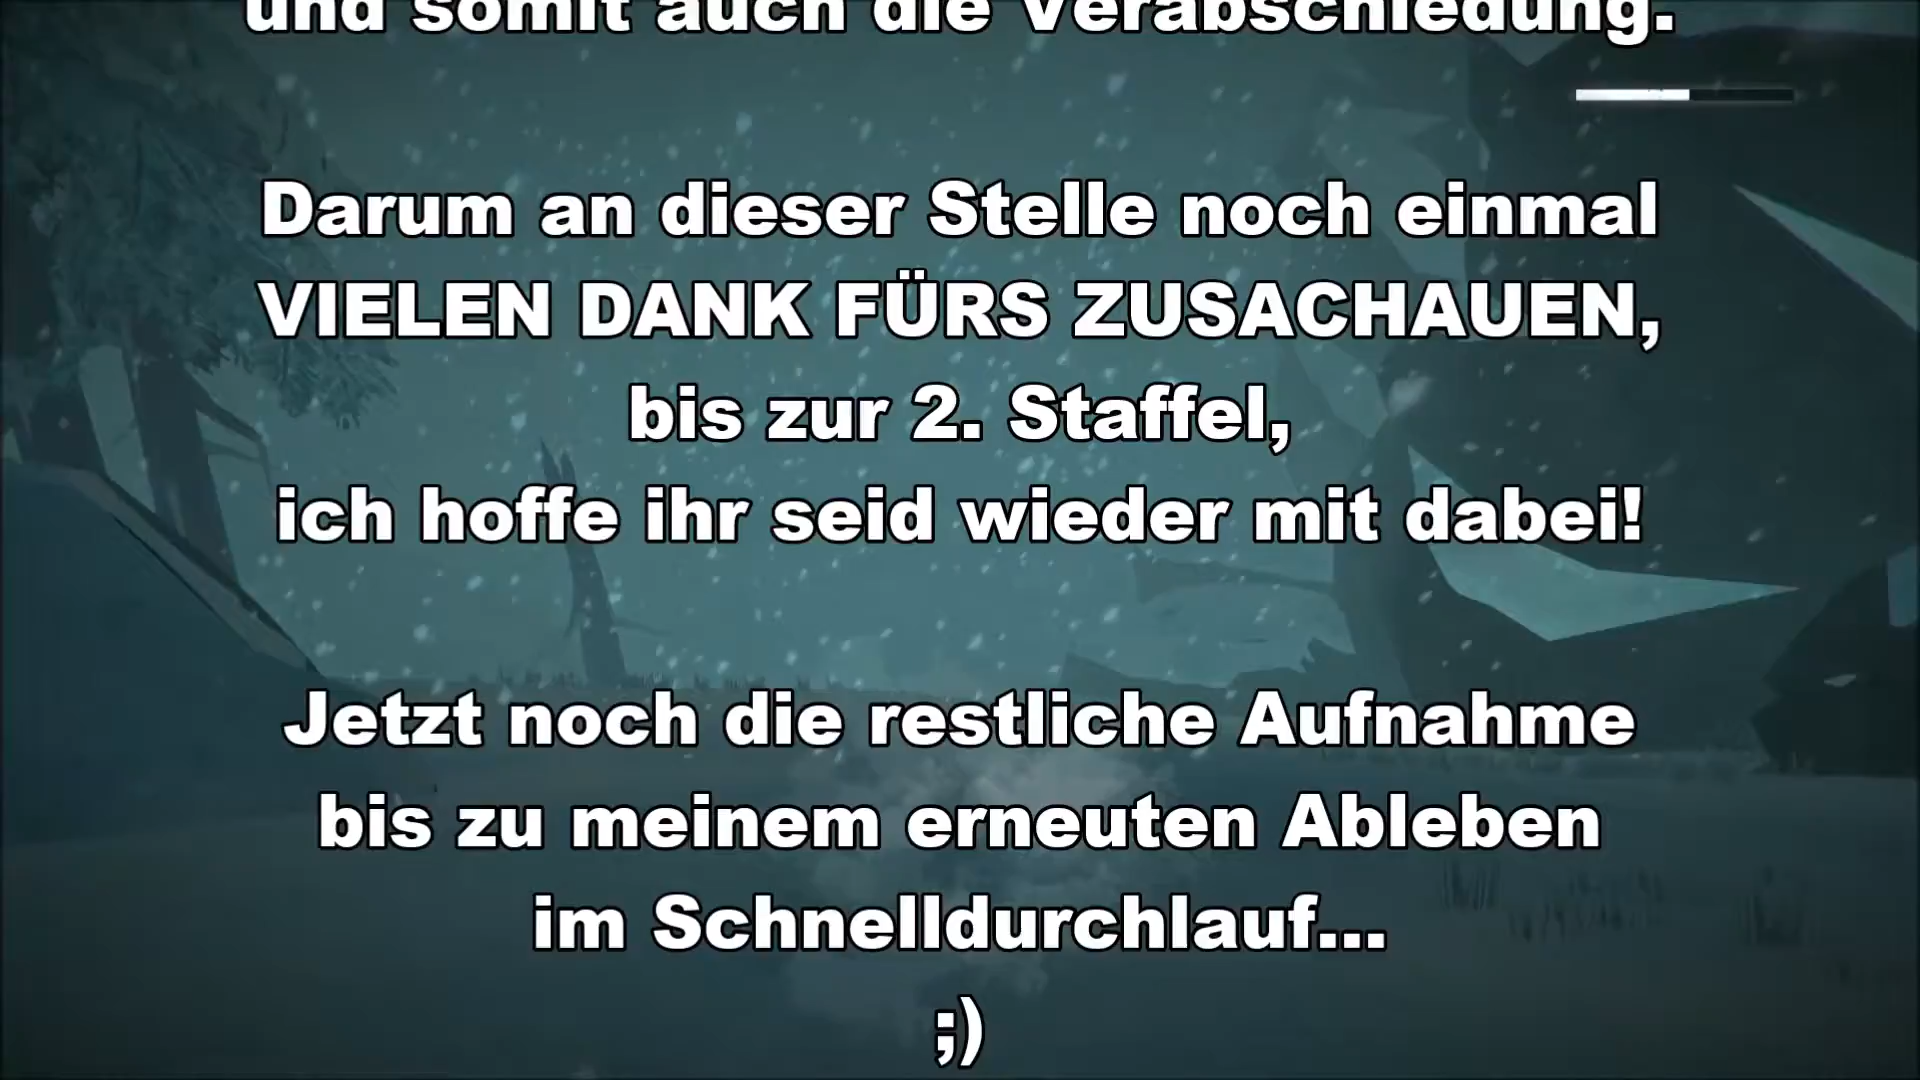 und somit auch die Verabschiedung.
Darum an dieser Stelle noch einmal
VIELEN DANK FÜRS ZUSACHAUEN,
bis zur 2. Staffel,
ich hoffe ihr seid wieder mit dabei!
Jetzt noch die restliche Aufnahme
bis zu meinem erneuten Ableben
im Schnelldurchlauf...
;)